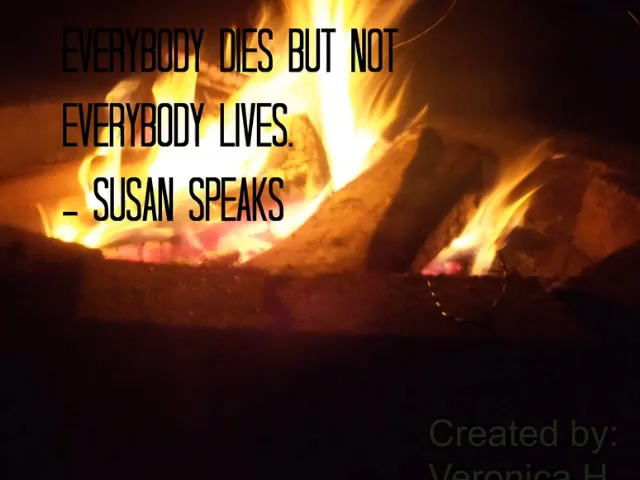 EVERYBODY DIES BUT NOT
EVERYBODY LIVES.
- SUSAN SPEAKS
Created by:
Veronica H